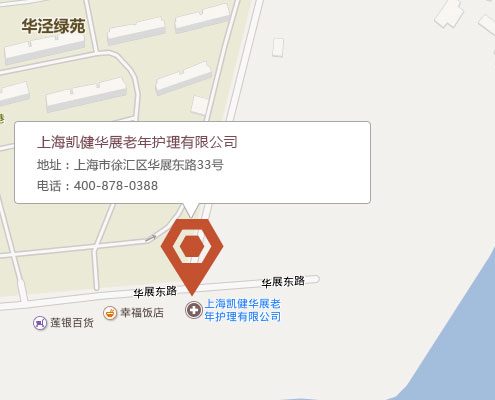 华泾绿苑
上海凯健华展老年护理有限公司
地址：上海市徐汇区华展东路33号
电话：400-878-0388
华展东路
华展东路
上海凯健华展老
年护理有限公司
幸福饭店
莲银百货